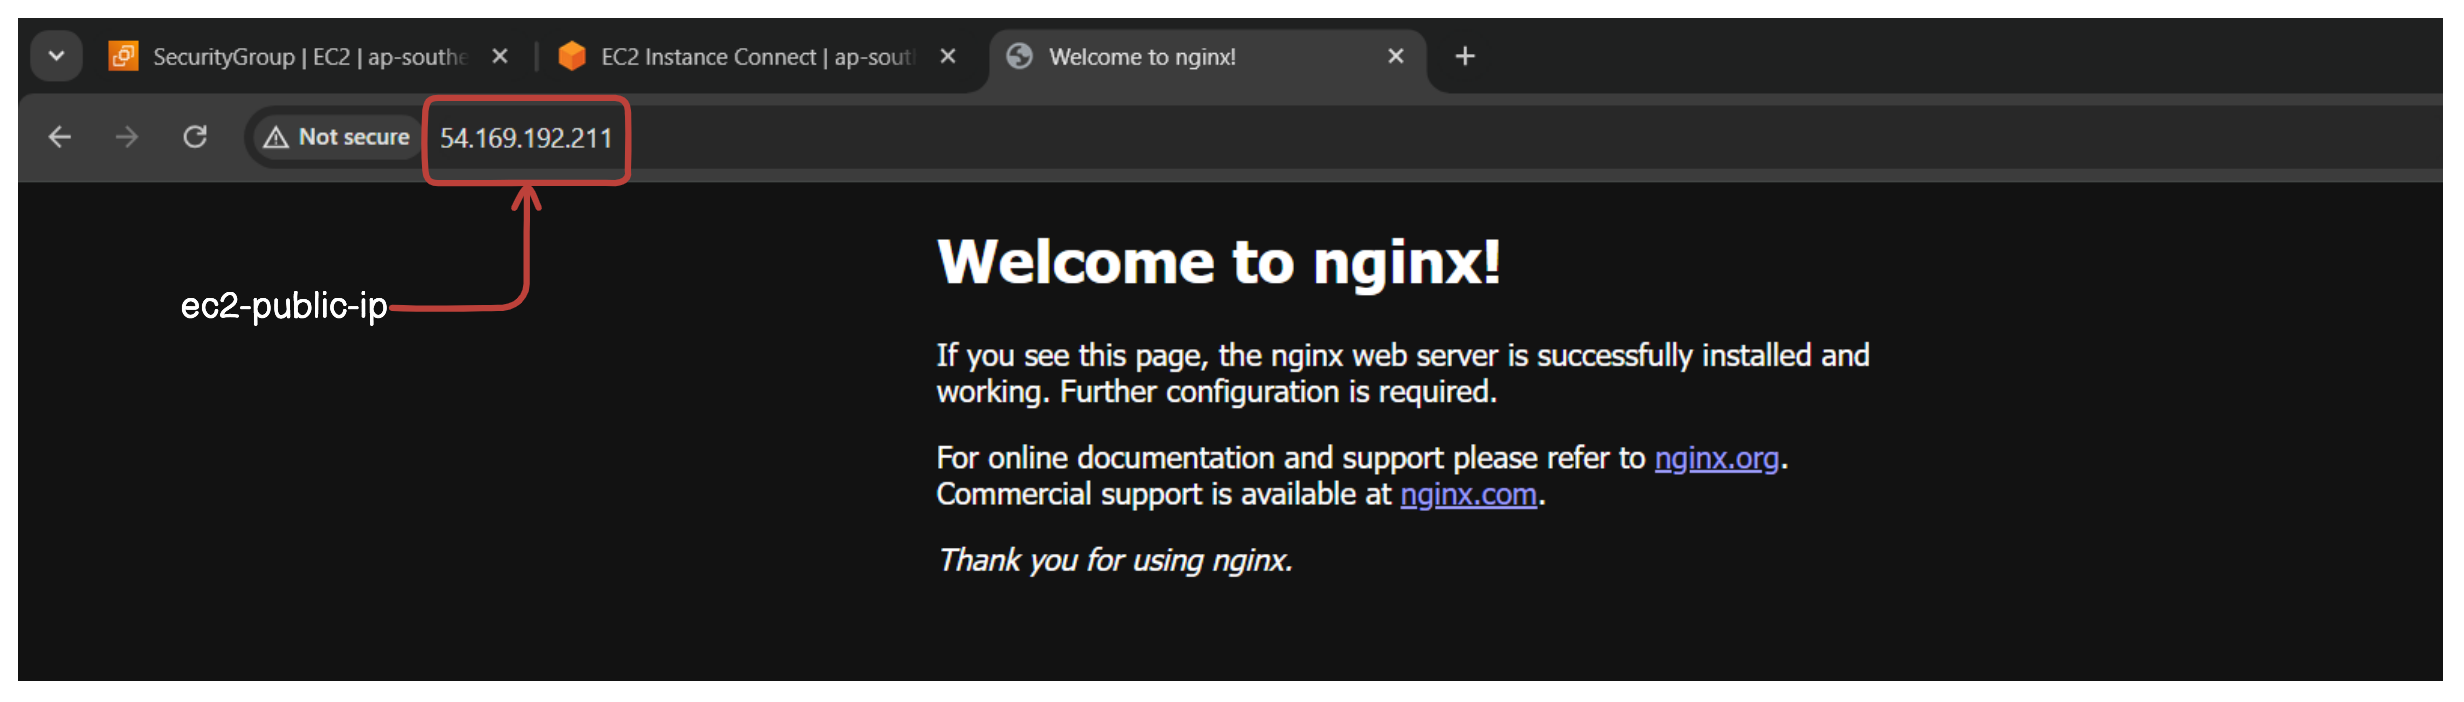 SecurityGroup | EC2 | ap-southe
EC2 Instance Connect | ap-sout
Welcome to nginx!
Not secure
54.169.192.211
ec2-public-ip
Welcome to nginx!
If you see this page, the nginx web server is successfully installed and
working. Further configuration is required.
For online documentation and support please refer to nginx.org.
Commercial support is available at nginx.com.
Thank you for using nginx.